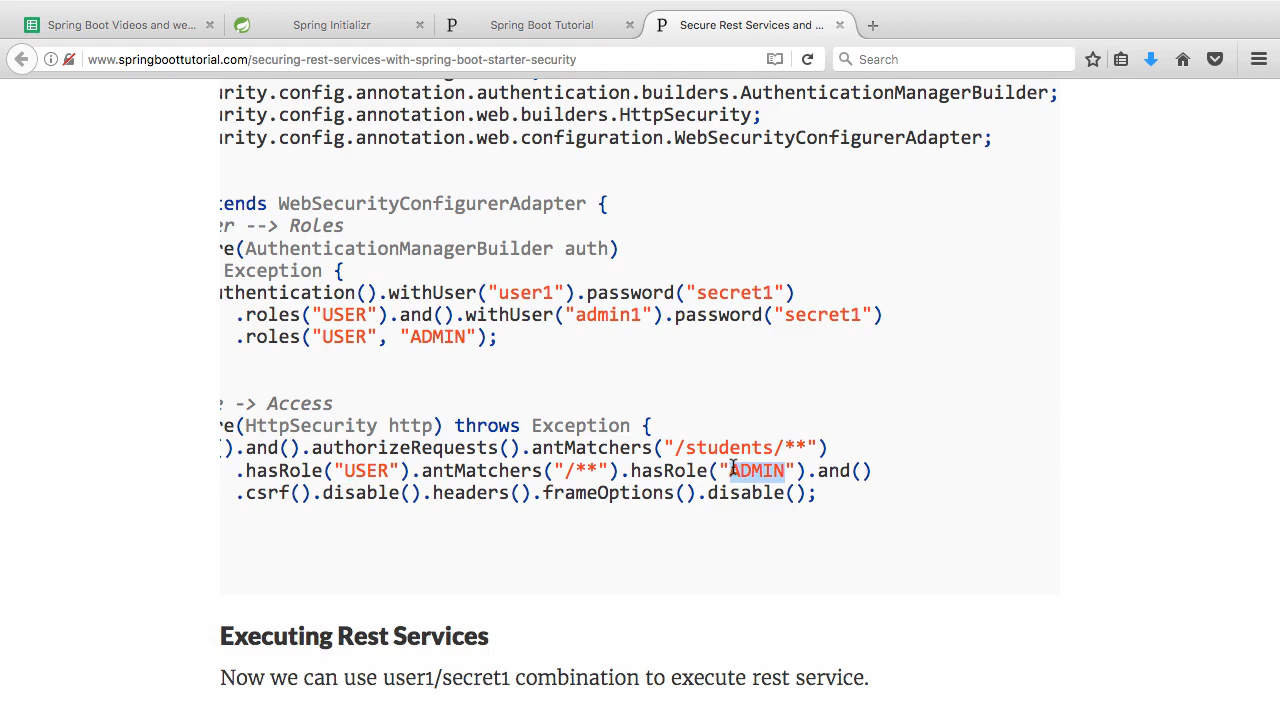 Spring Boot Videos and we...
Spring Initializr
Spring Boot Tutorial
Secure Rest Services and ...
www.springboottutorial.com/securing-rest-services-with-spring-boot-starter-security
Search
urity.config.annotation.authentication.builders.AuthenticationManagerBuilder;
urity.config.annotation.web.builders.HttpSecurity;
urity.config.annotation.web.configuration.WebSecurityConfigurerAdapter;
tends WebSecurityConfigurerAdapter {
er --> Roles
re(AuthenticationManagerBuilder auth)
Exception {
uthentication().withUser("user1").password("secret1")
.roles("USER").and().withUser("admin1").password("secret1")
.roles("USER", "ADMIN");
e -> Access
re(HttpSecurity http) throws Exception {
().and().authorizeRequests().antMatchers("/students/**")
.hasRole("USER").antMatchers("/**").hasRole("ADMIN").and()
.csrf().disable().headers().frameOptions().disable();
Executing Rest Services
Now we can use user1/secret1 combination to execute rest service.